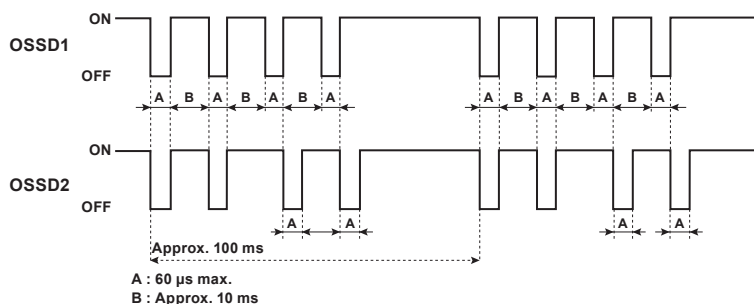 ON
OSSD1
OFF
A B A B A B A A B A B A B A
ON
OSSD2
OFF
A A A A
Approx. 100 ms
A : 60 µs max.
B : Approx. 10 ms